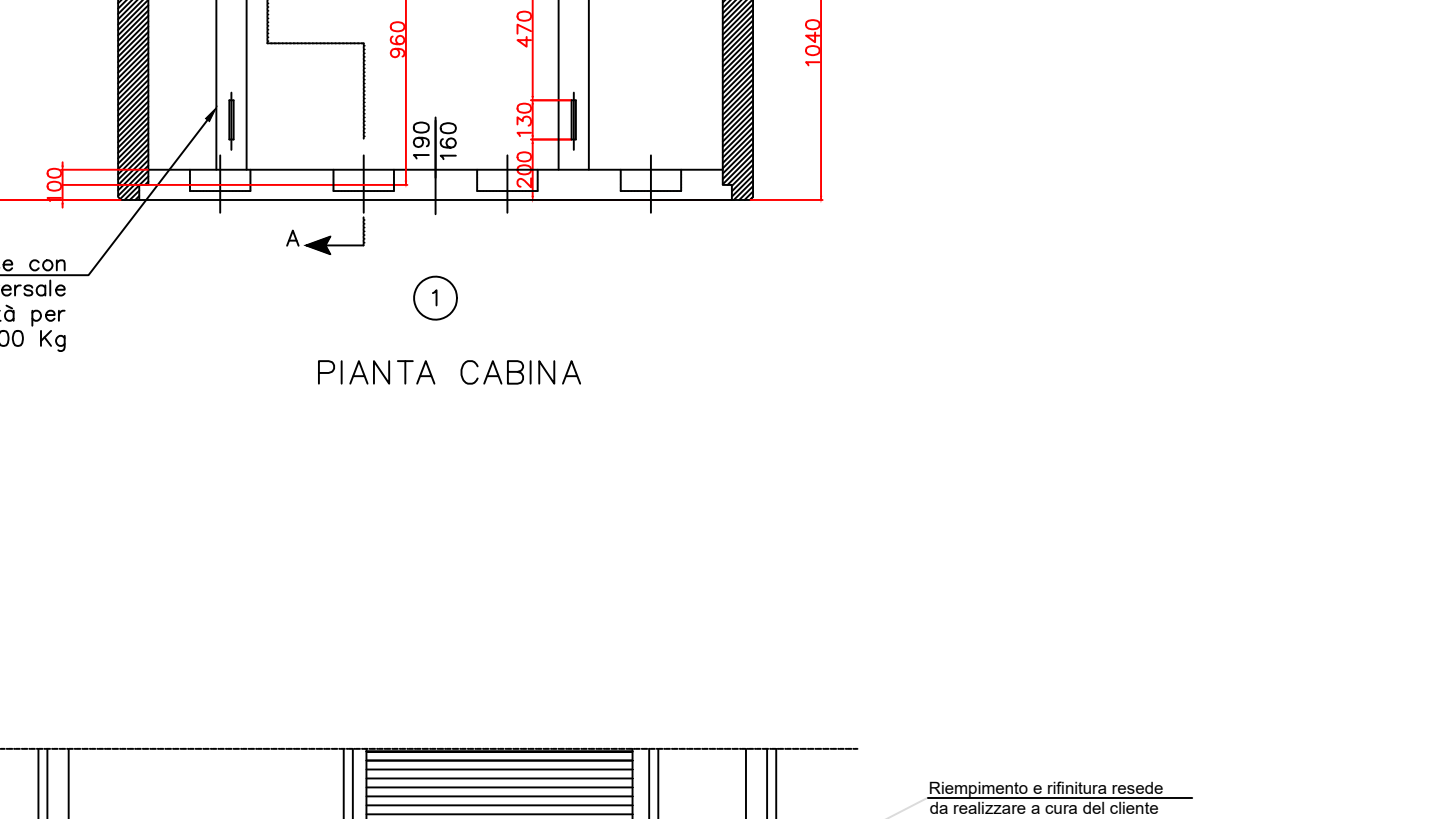 960
470
1040
130
190
160
200
100
A
e con
ersale
à per
00 Kg
1
PIANTA CABINA
Riempimento e rifinitura resede
da realizzare a cura del cliente